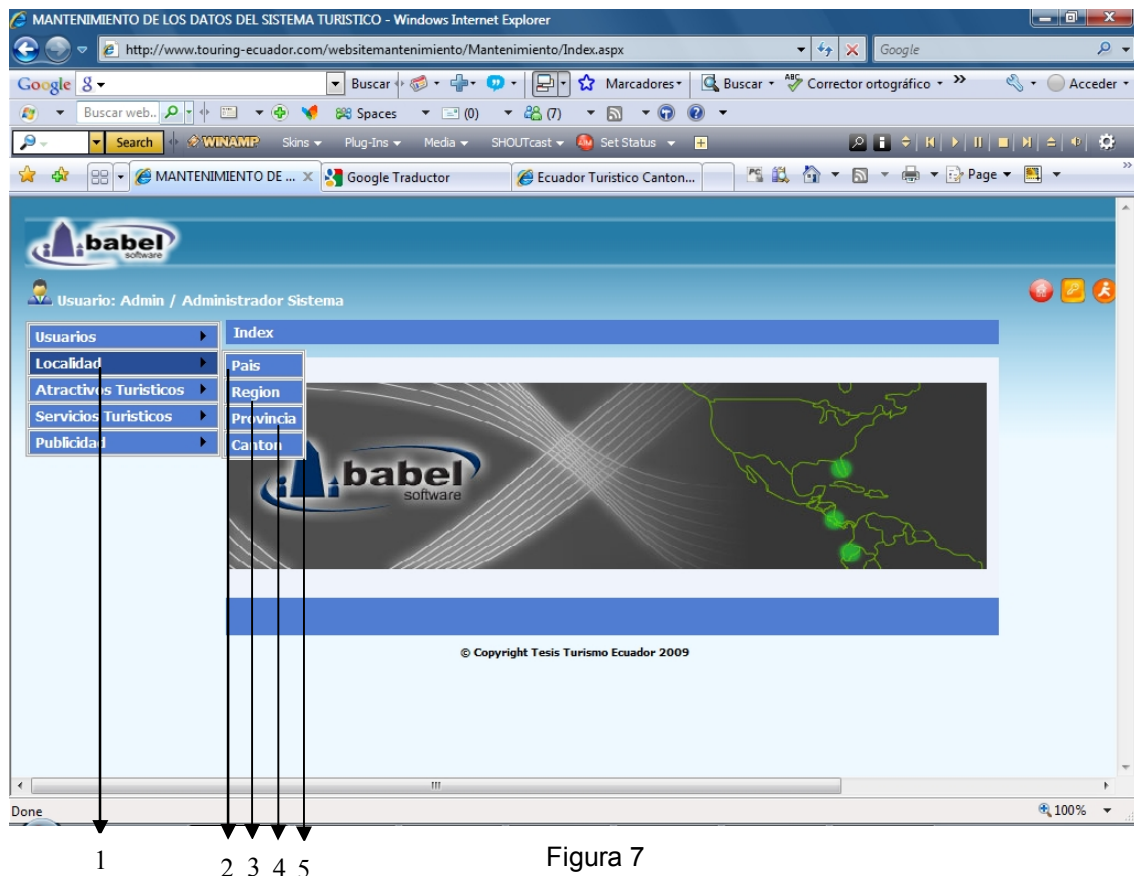 MANTENIMIENTO DE LOS DATOS DEL SISTEMA TURISTICO - Windows Internet Explorer
http://www.touring-ecuador.com/websitemantenimiento/Mantenimiento/Index.aspx
Google
Google
Buscar
Marcadores
Buscar
ABC
Corrector ortográfico
Acceder
Buscar web..
Spaces
(0)
(7)
Search
WINAMP
Skins
Plug-Ins
Media
SHOUTcast
Set Status
MANTENIMIENTO DE ...
Google Traductor
Ecuador Turistico Canton...
Page
babel
software
Usuario: Admin / Administrador Sistema
Usuarios
Index
Localidad
Pais
Atractivos Turisticos
Region
Servicios Turisticos
Provincia
Publicidad
Canton
babel
software
© Copyright Tesis Turismo Ecuador 2009
Done
100%
1
2 3 4 5
Figura 7